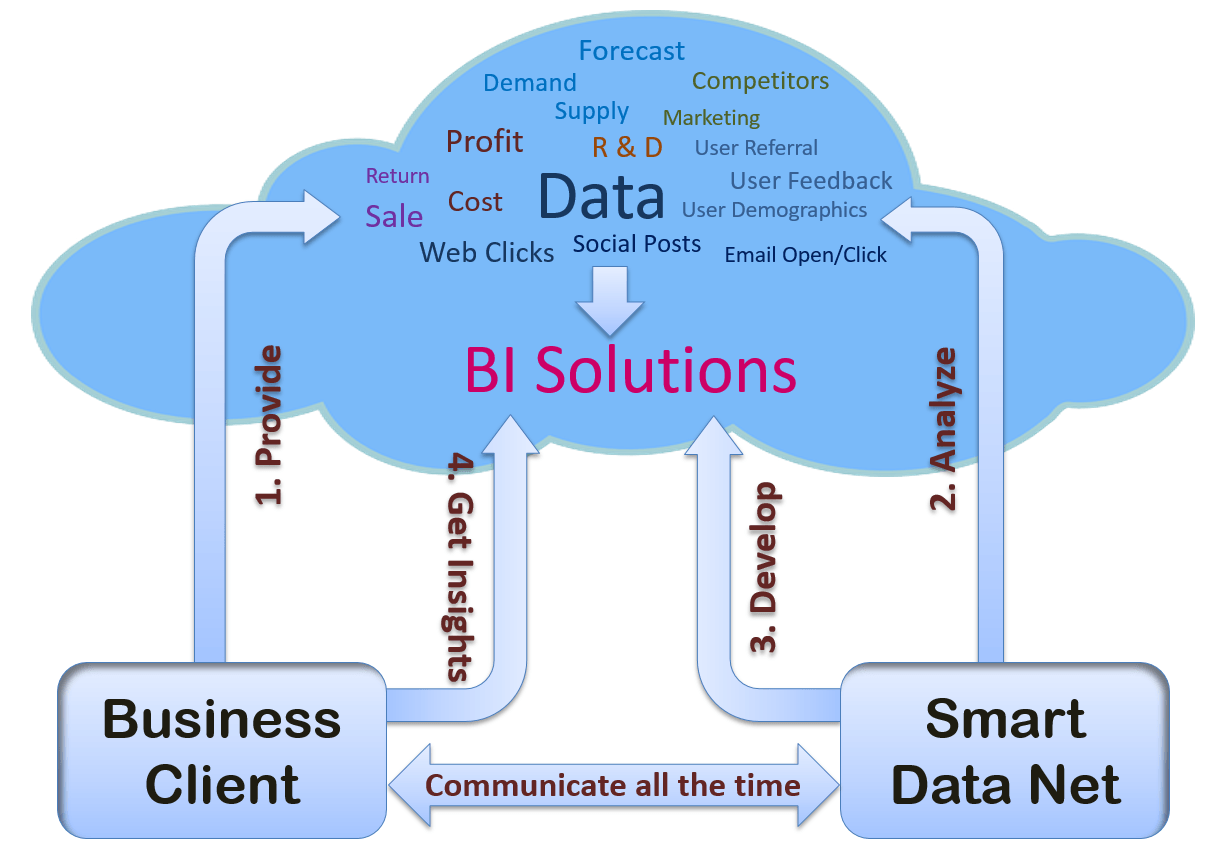 Forecast
Demand
Competitors
Supply
Marketing
Profit
R & D
User Referral
Return
Cost
Data
User Feedback
Sale
User Demographics
Web Clicks
Social Posts
Email Open/Click
BI Solutions
1. Provide
4. Get Insights
3. Develop
2. Analyze
Business
Client
Communicate all the time
Smart
Data Net